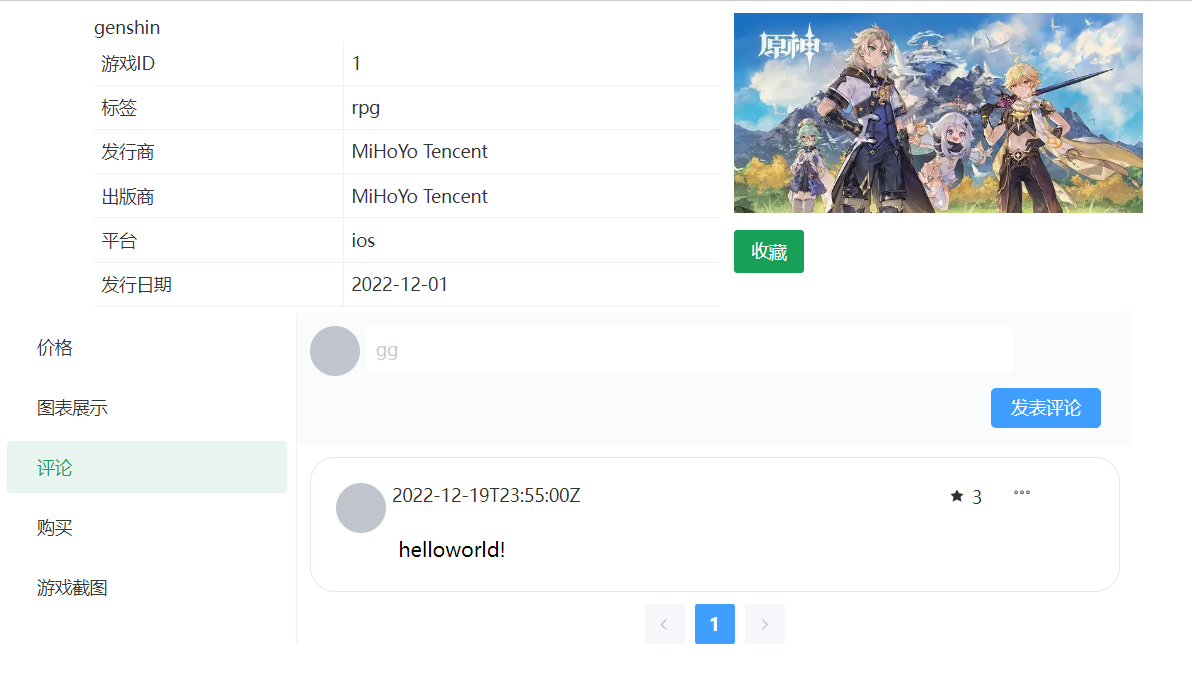 genshin
游戏ID 1
标签 rpg
发行商 MiHoYo Tencent
出版商 MiHoYo Tencent
平台 ios
发行日期 2022-12-01
原神
收藏
价格
图表展示
评论
购买
游戏截图
gg
发表评论
2022-12-19T23:55:00Z 3
helloworld!
1